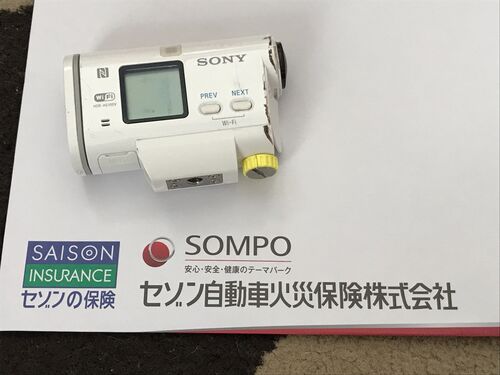 SONY
PREV NEXT
Wi-Fi
Wi Fi
SAISON
INSURANCE
セゾンの保険
SOMPO
安心・安全・健康のテーマパーク
セゾン自動車火災保険株式会社